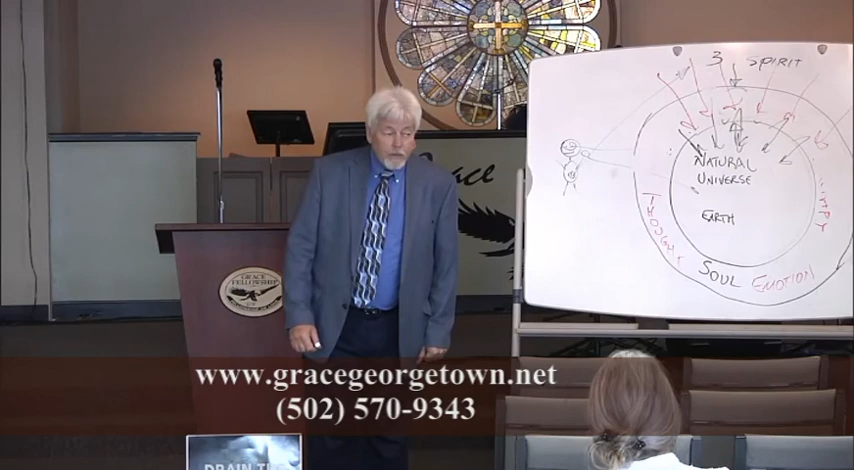 3 SPIRIT
NATURAL
UNIVERSE
EARTH
THOUGHT
SOUL EMOTION
Grace
GRACE
FELLOWSHIP
www.gracegeorgetown.net
(502) 570-9343
DRAIN THE